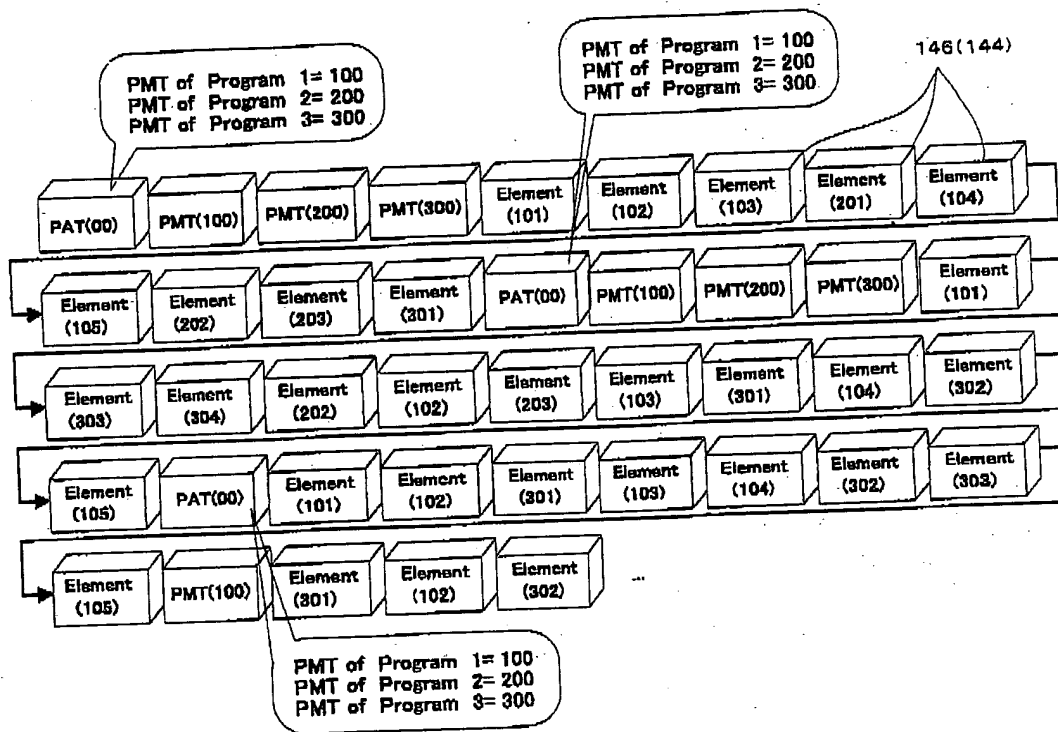 PMT of Program 1= 100
PMT of Program 2= 200
PMT of Program 3= 300
PMT of Program 1= 100
PMT of Program 2= 200
PMT of Program 3= 300
146(144)
PAT(00)
PMT(100)
PMT(200)
PMT(300)
Element
(101)
Element
(102)
Element
(103)
Element
(201)
Element
(104)
Element
(105)
Element
(202)
Element
(203)
Element
(301)
PAT(00)
PMT(100)
PMT(200)
PMT(300)
Element
(101)
Element
(303)
Element
(304)
Element
(202)
Element
(102)
Element
(203)
Element
(103)
Element
(301)
Element
(104)
Element
(302)
Element
(105)
PAT(00)
Element
(101)
Element
(102)
Element
(301)
Element
(103)
Element
(104)
Element
(302)
Element
(303)
Element
(105)
PMT(100)
Element
(301)
Element
(102)
Element
(302)
...
PMT of Program 1= 100
PMT of Program 2= 200
PMT of Program 3= 300